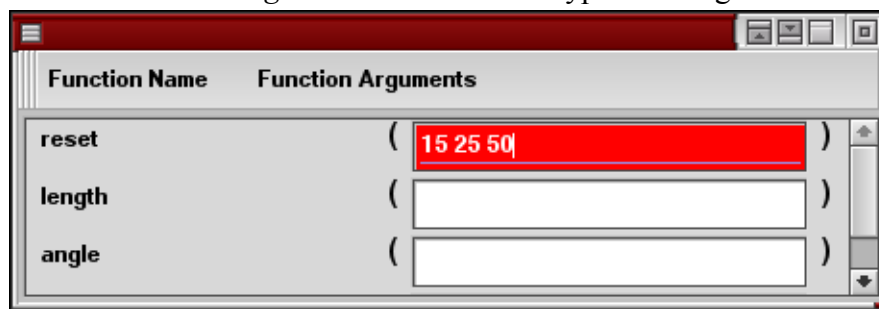 Function Name Function Arguments
reset ( 15 25 50 )
length ( )
angle ( )